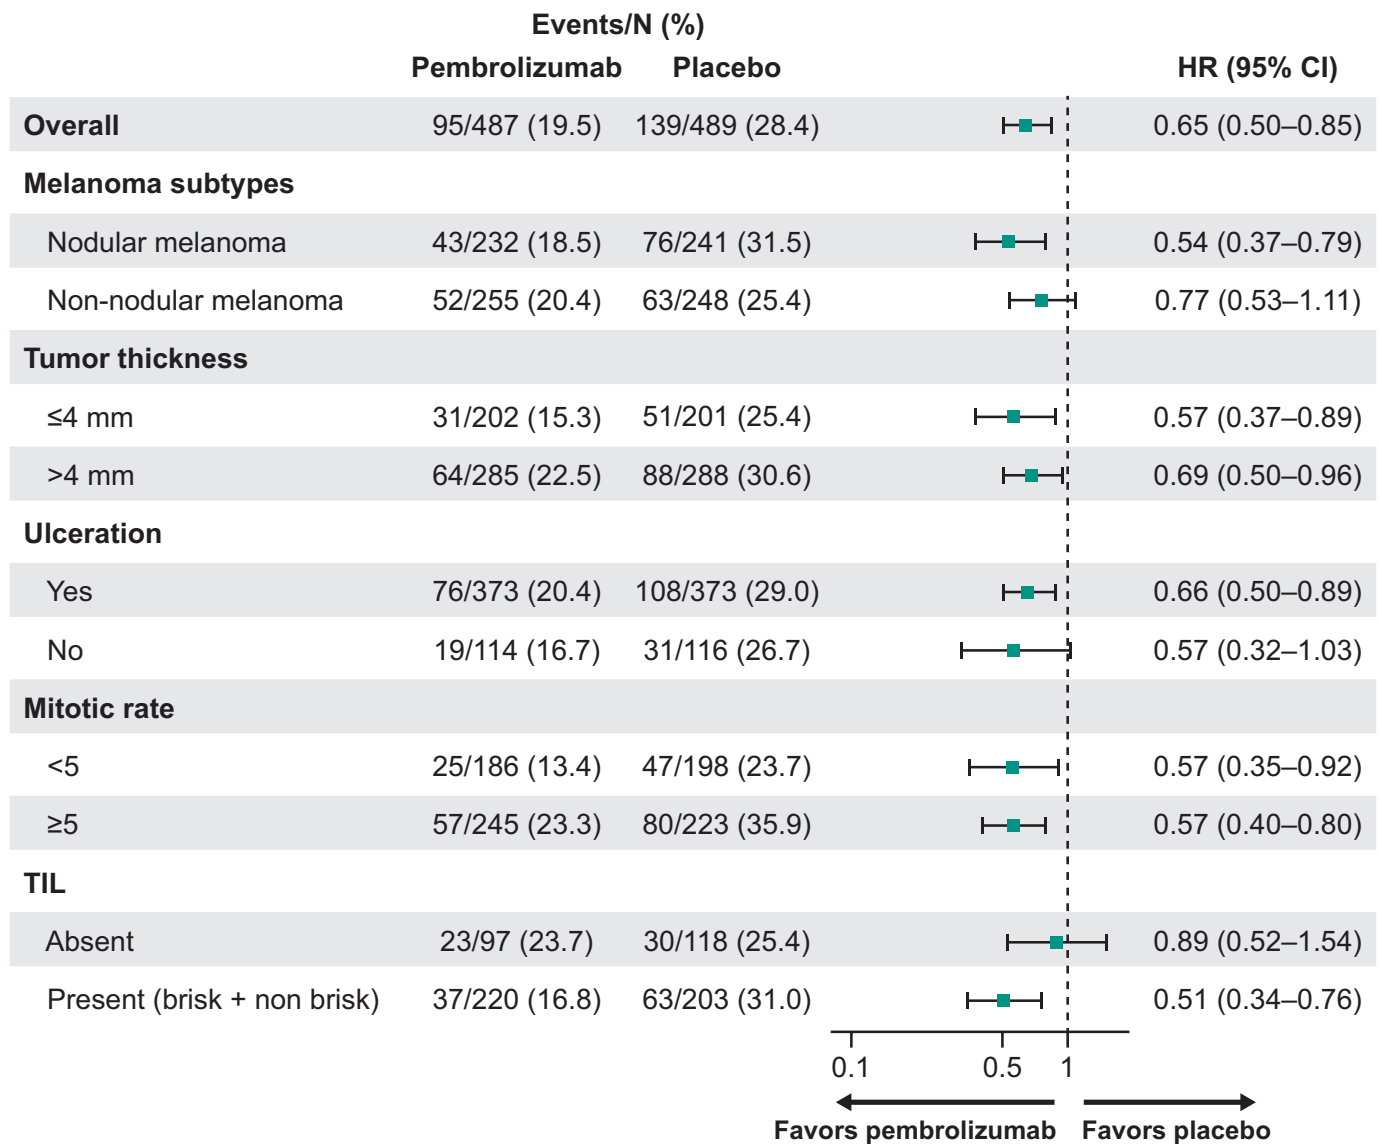 Events/N (%)
Pembrolizumab Placebo HR (95% CI)
Overall 95/487 (19.5) 139/489 (28.4) 0.65 (0.50–0.85)
Melanoma subtypes
Nodular melanoma 43/232 (18.5) 76/241 (31.5) 0.54 (0.37–0.79)
Non-nodular melanoma 52/255 (20.4) 63/248 (25.4) 0.77 (0.53–1.11)
Tumor thickness
≤4 mm 31/202 (15.3) 51/201 (25.4) 0.57 (0.37–0.89)
>4 mm 64/285 (22.5) 88/288 (30.6) 0.69 (0.50–0.96)
Ulceration
Yes 76/373 (20.4) 108/373 (29.0) 0.66 (0.50–0.89)
No 19/114 (16.7) 31/116 (26.7) 0.57 (0.32–1.03)
Mitotic rate
<5 25/186 (13.4) 47/198 (23.7) 0.57 (0.35–0.92)
≥5 57/245 (23.3) 80/223 (35.9) 0.57 (0.40–0.80)
TIL
Absent 23/97 (23.7) 30/118 (25.4) 0.89 (0.52–1.54)
Present (brisk + non brisk) 37/220 (16.8) 63/203 (31.0) 0.51 (0.34–0.76)
0.1 0.5 1
Favors pembrolizumab Favors placebo